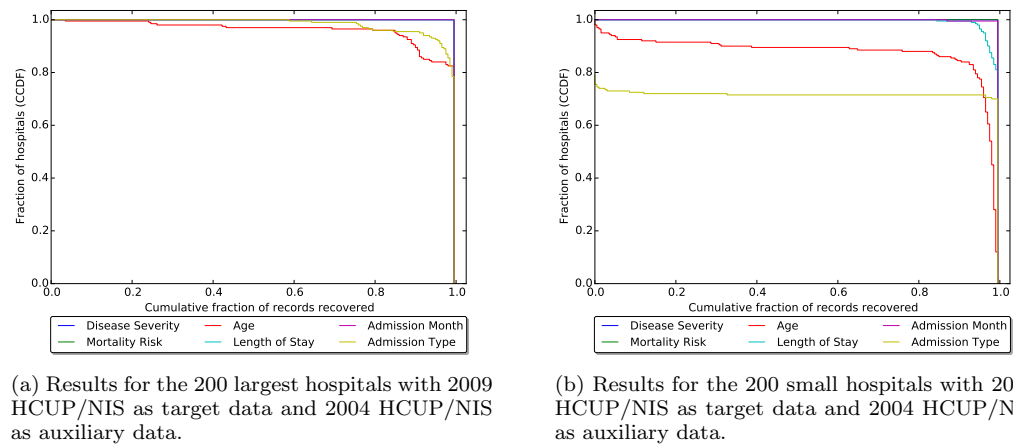 1.0
0.8
0.6
0.4
0.2
0.0
Fraction of hospitals (CCDF)
0.0 0.2 0.4 0.6 0.8 1.0
Cumulative fraction of records recovered
Disease Severity Age Admission Month
Mortality Risk Length of Stay Admission Type
(a) Results for the 200 largest hospitals with 2009
HCUP/NIS as target data and 2004 HCUP/NIS
as auxiliary data.
1.0
0.8
0.6
0.4
0.2
0.0
Fraction of hospitals (CCDF)
0.0 0.2 0.4 0.6 0.8 1.0
Cumulative fraction of records recovered
Disease Severity Age Admission Month
Mortality Risk Length of Stay Admission Type
(b) Results for the 200 small hospitals with 20
HCUP/NIS as target data and 2004 HCUP/N
as auxiliary data.